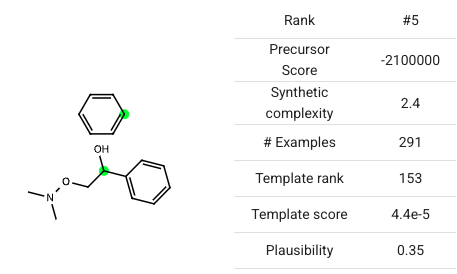 Rank #5
Precursor
Score -2100000
Synthetic
complexity 2.4
# Examples 291
Template rank 153
Template score 4.4e-5
Plausibility 0.35
OH
O
N